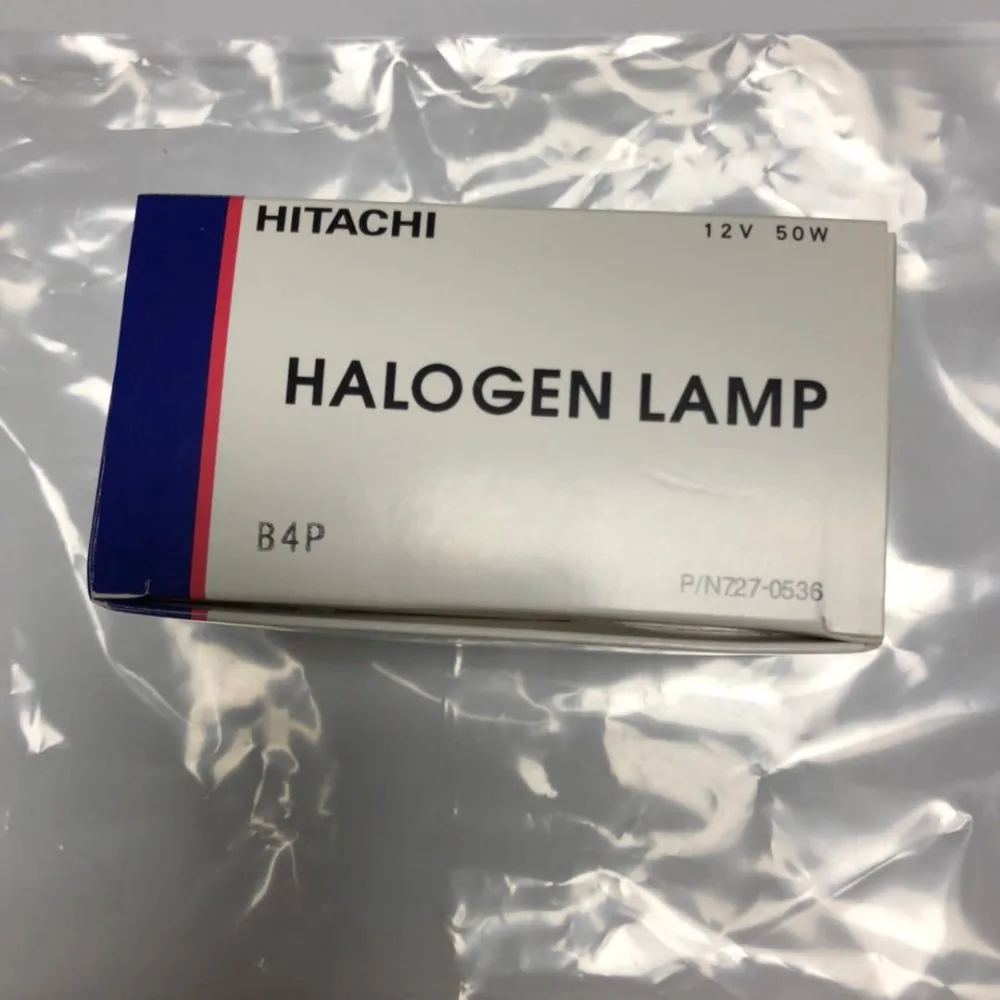 HITACHI
12V 50W
HALOGEN LAMP
B4P
P/N727-0536